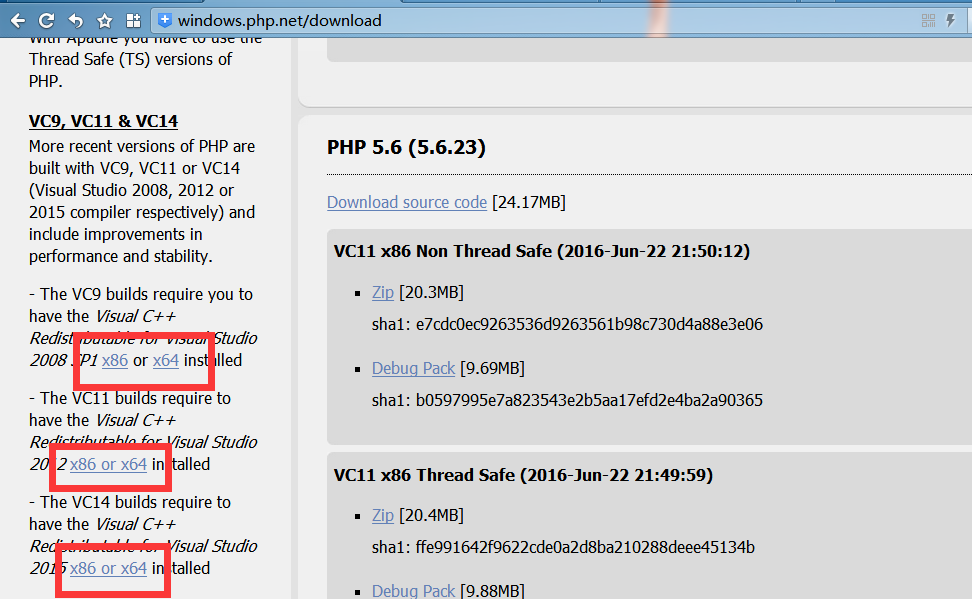 windows.php.net/download
With Apache you have to use the
Thread Safe (TS) versions of
PHP.
VC9, VC11 & VC14
More recent versions of PHP are
built with VC9, VC11 or VC14
(Visual Studio 2008, 2012 or
2015 compiler respectively) and
include improvements in
performance and stability.
- The VC9 builds require you to
have the Visual C++
Redistributable for Visual Studio
2008 SP1 x86 or x64 installed
- The VC11 builds require to
have the Visual C++
Redistributable for Visual Studio
2012 x86 or x64 installed
- The VC14 builds require to
have the Visual C++
Redistributable for Visual Studio
2015 x86 or x64 installed
PHP 5.6 (5.6.23)
Download source code [24.17MB]
VC11 x86 Non Thread Safe (2016-Jun-22 21:50:12)
▪ Zip [20.3MB]
sha1: e7cdc0ec9263536d9263561b98c730d4a88e3e06
▪ Debug Pack [9.69MB]
sha1: b0597995e7a823543e2b5aa17efd2e4ba2a90365
VC11 x86 Thread Safe (2016-Jun-22 21:49:59)
▪ Zip [20.4MB]
sha1: ffe991642f9622cde0a2d8ba210288deee45134b
▪ Debug Pack [9.88MB]